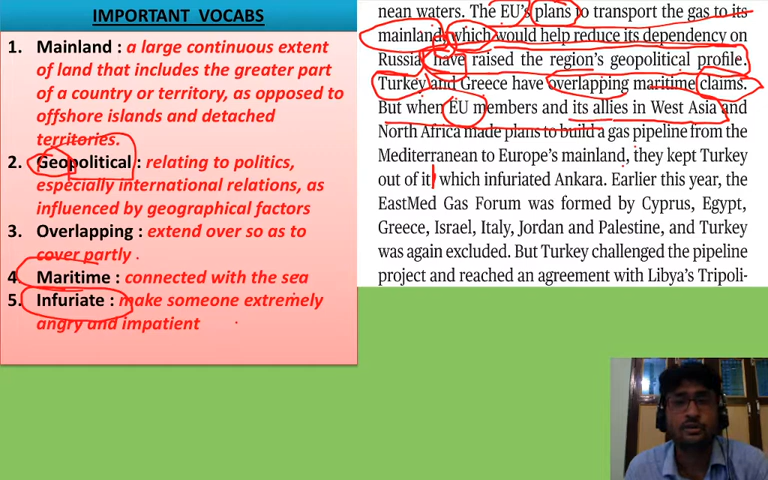 IMPORTANT VOCABS
1. Mainland : a large continuous extent
of land that includes the greater part
of a country or territory, as opposed to
offshore islands and detached
territories.
2. Geopolitical : relating to politics,
especially international relations, as
influenced by geographical factors
3. Overlapping : extend over so as to
cover partly .
4. Maritime : connected with the sea
5. Infuriate : make someone extremely
angry and impatient
nean waters. The EU's plans to transport the gas to its
mainland, which would help reduce its dependency on
Russia, have raised the region's geopolitical profile.
Turkey and Greece have overlapping maritime claims.
But when EU members and its allies in West Asia and
North Africa made plans to build a gas pipeline from the
Mediterranean to Europe's mainland, they kept Turkey
out of it, which infuriated Ankara. Earlier this year, the
EastMed Gas Forum was formed by Cyprus, Egypt,
Greece, Israel, Italy, Jordan and Palestine, and Turkey
was again excluded. But Turkey challenged the pipeline
project and reached an agreement with Libya's Tripoli-